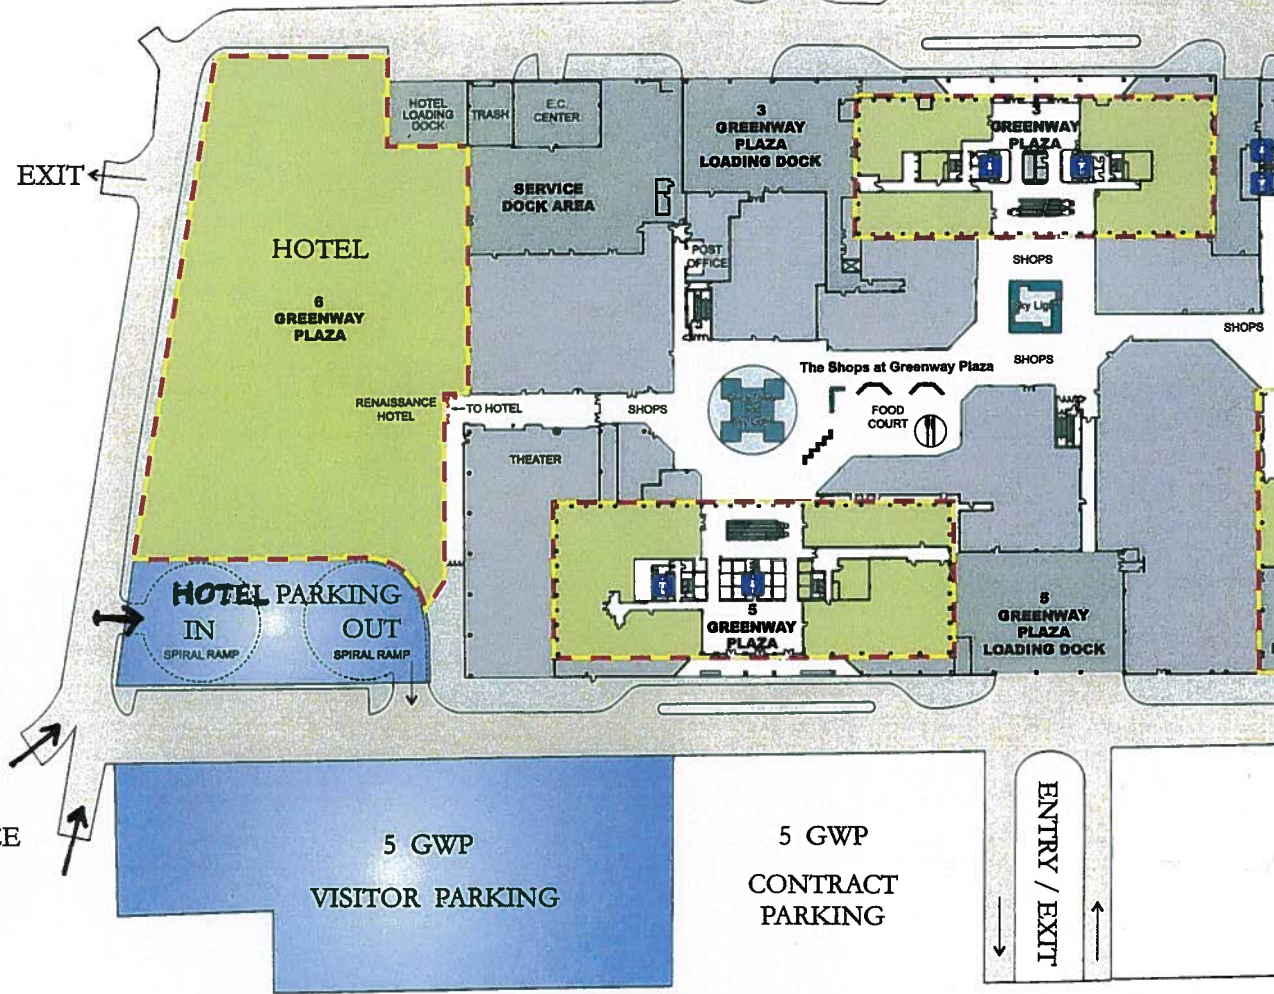 HOTEL
LOADING
DOCK
TRASH
E.C.
CENTER
3
GREENWAY
PLAZA
LOADING DOCK
3
GREENWAY
PLAZA
EXIT
SERVICE
DOCK AREA
HOTEL
6
GREENWAY
PLAZA
POST
OFFICE
SHOPS
SHOPS
SHOPS
The Shops at Greenway Plaza
RENAISSANCE
HOTEL
TO HOTEL
SHOPS
FOOD
COURT
THEATER
HOTEL PARKING
IN
OUT
SPIRAL RAMP
SPIRAL RAMP
5
GREENWAY
PLAZA
8
GREENWAY
PLAZA
LOADING DOCK
5 GWP
VISITOR PARKING
5 GWP
CONTRACT
PARKING
ENTRY / EXIT